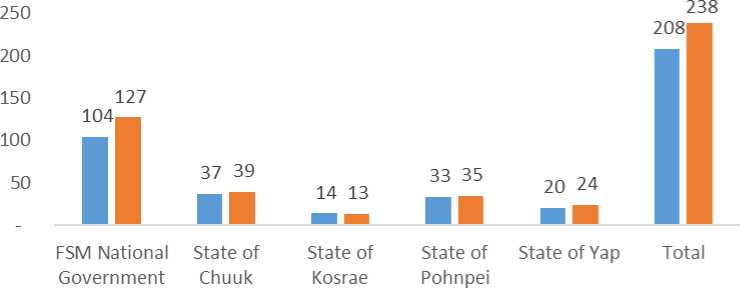 250
238
208
200
150
127
104
100
50
37 39
33 35
14 13
20 24
-
FSM National
Government
State of
Chuuk
State of
Kosrae
State of
Pohnpei
State of Yap
Total